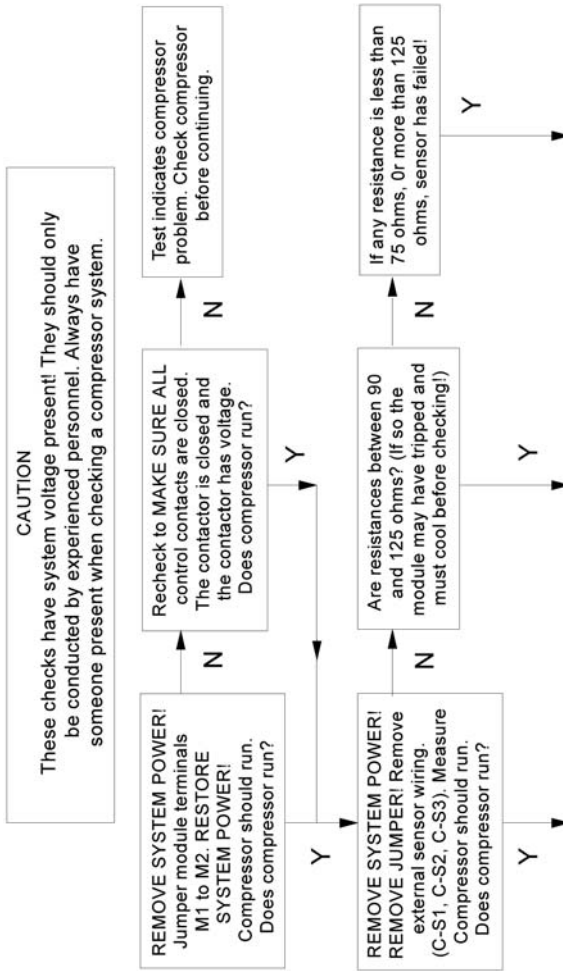 CAUTION
These checks have system voltage present! They should only
be conducted by experienced personnel. Always have
someone present when checking a compressor system.
REMOVE SYSTEM POWER!
Jumper module terminals
M1 to M2. RESTORE
SYSTEM POWER!
Compressor should run.
Does compressor run?
N
Recheck to MAKE SURE ALL
control contacts are closed.
The contactor is closed and
the contactor has voltage.
Does compressor run?
N
Test indicates compressor
problem. Check compressor
before continuing.
Y
Y
REMOVE SYSTEM POWER!
REMOVE JUMPER! Remove
external sensor wiring.
(C-S1, C-S2, C-S3). Measure
Compressor should run.
Does compressor run?
N
Are resistances between 90
and 125 ohms? (If so the
module may have tripped and
must cool before checking!)
N
If any resistance is less than
75 ohms, 0r more than 125
ohms, sensor has failed!
Y
Y
Y